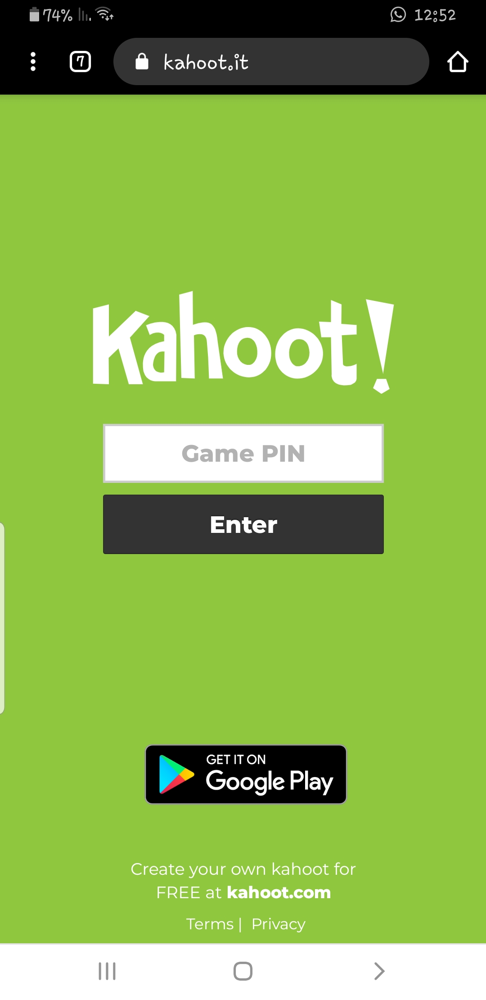 74% 12:52
7 kahoot.it
Kahoot!
Game PIN
Enter
GET IT ON
Google Play
Create your own kahoot for
FREE at kahoot.com
Terms | Privacy